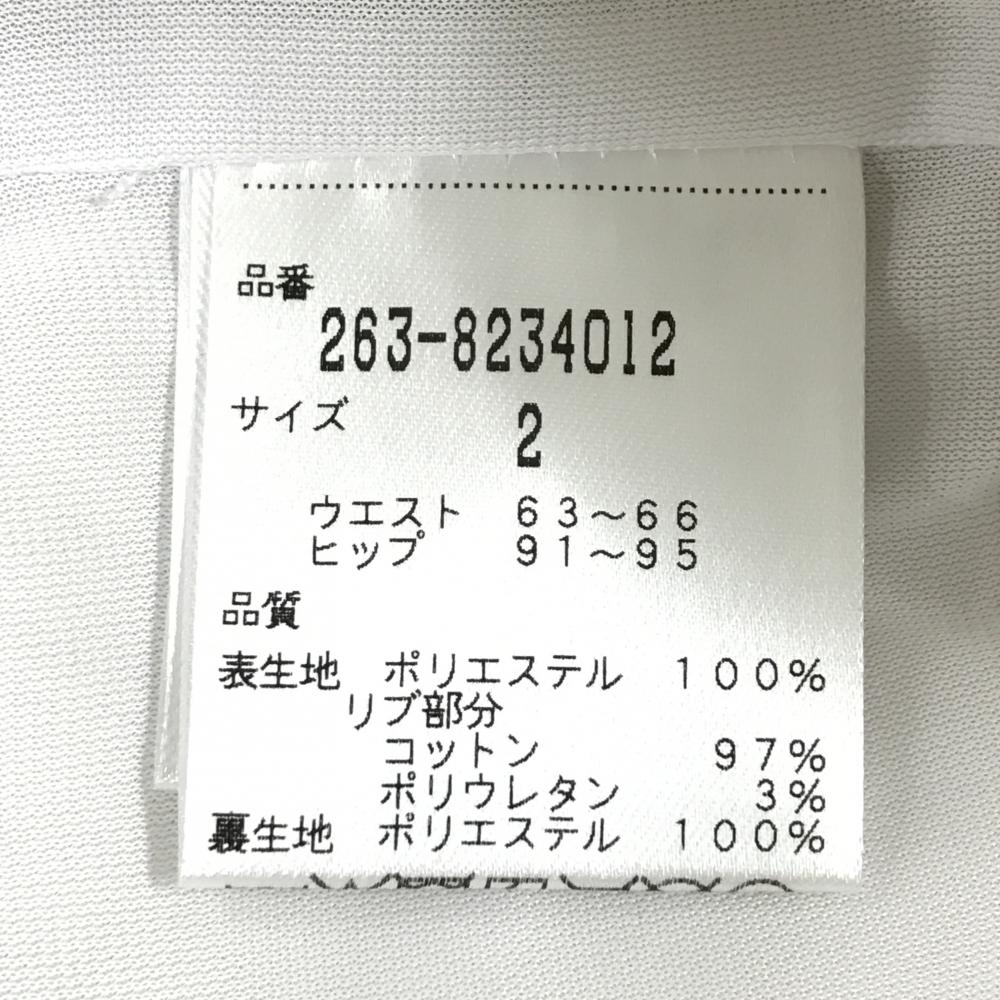 品番
263-8234012
サイズ 2
ウエスト 63～66
ヒップ 91～95
品質
表生地 ポリエステル 100%
リブ部分
コットン 97%
ポリウレタン 3%
裏生地 ポリエステル 100%